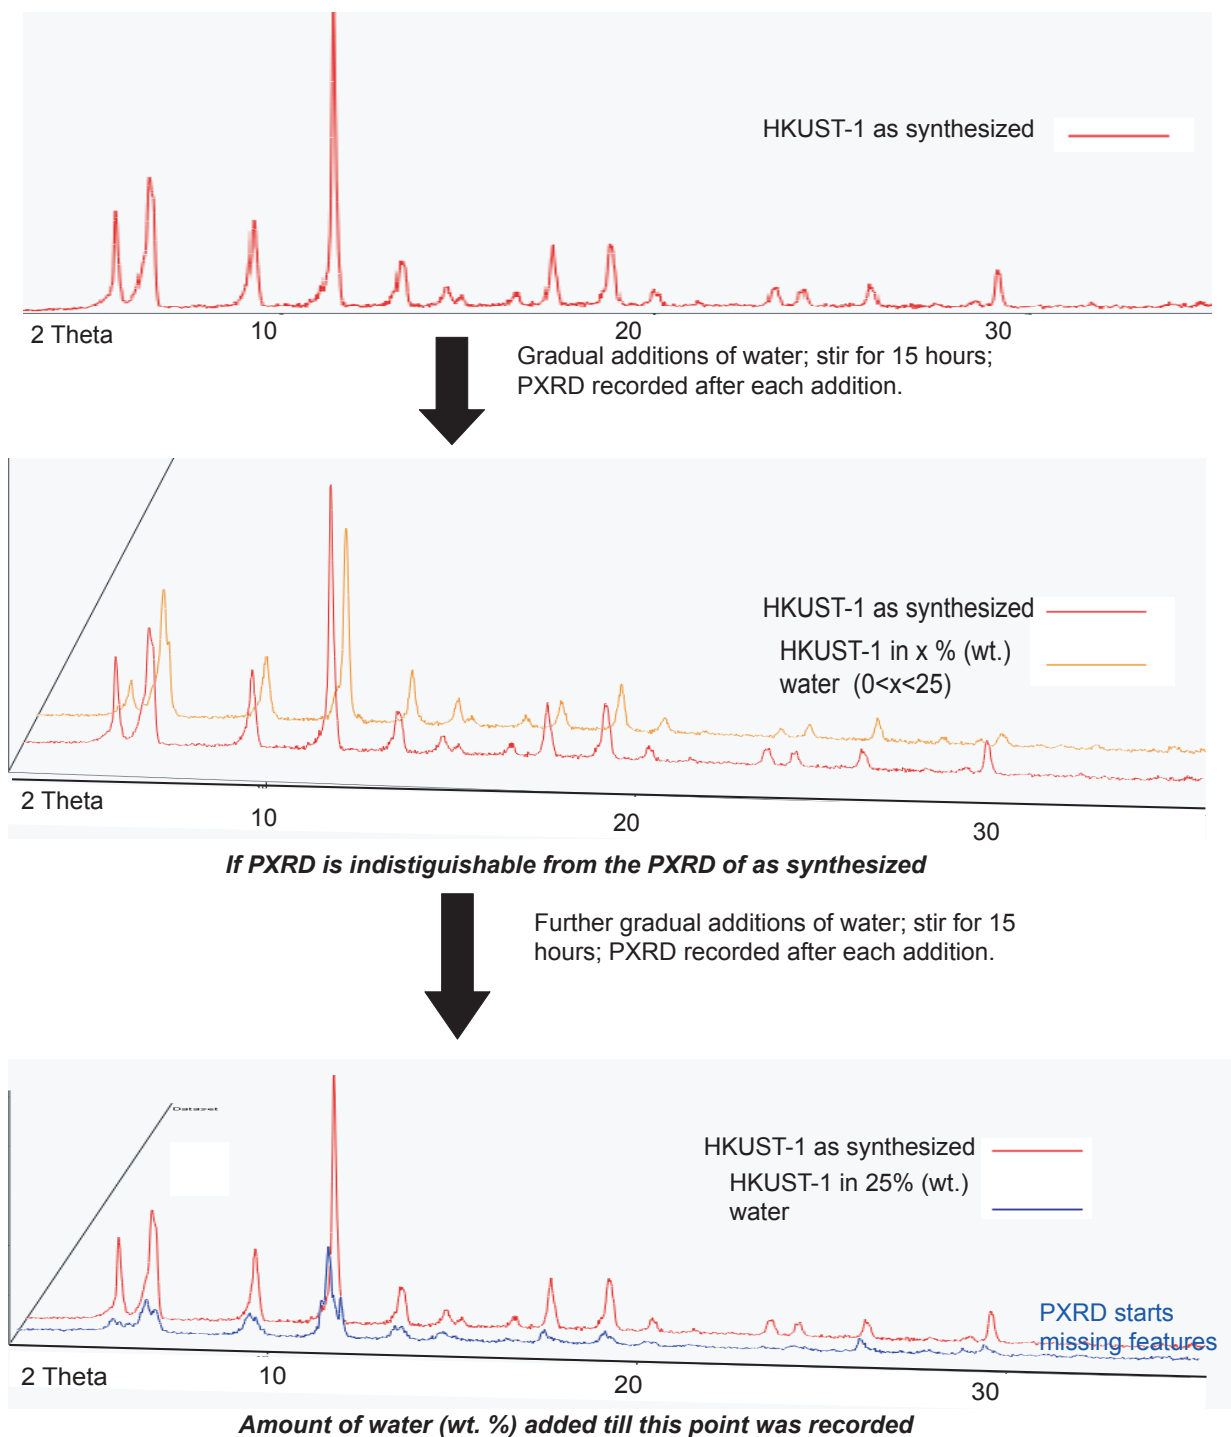 HKUST-1 as synthesized
2 Theta
10
20
30
Gradual additions of water; stir for 15 hours;
PXRD recorded after each addition.
HKUST-1 as synthesized
HKUST-1 in x % (wt.)
water (0<x<25)
2 Theta
10
20
30
If PXRD is indistiguishable from the PXRD of as synthesized
Further gradual additions of water; stir for 15
hours; PXRD recorded after each addition.
Dataset
HKUST-1 as synthesized
HKUST-1 in 25% (wt.)
water
PXRD starts
missing features
2 Theta
10
20
30
Amount of water (wt. %) added till this point was recorded